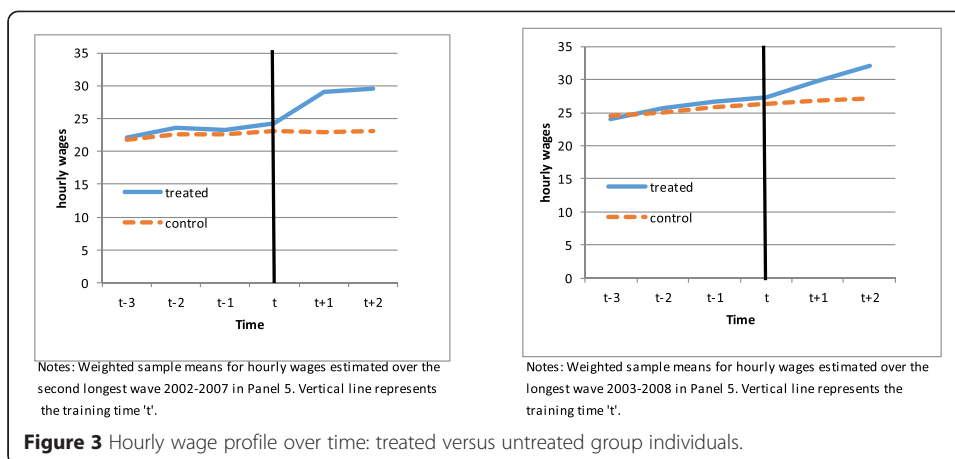 35
30
25
20
15
10
5
0
hourly wages
treated
control
t-3 t-2 t-1 t t+1 t+2
Time
Notes: Weighted sample means for hourly wages estimated over the
second longest wave 2002-2007 in Panel 5. Vertical line represents
the training time 't'.
35
30
25
20
15
10
5
0
hourly wages
treated
control
t-3 t-2 t-1 t t+1 t+2
Time
Notes: Weighted sample means for hourly wages estimated over the
longest wave 2003-2008 in Panel 5. Vertical line represents the
training time 't'.
Figure 3 Hourly wage profile over time: treated versus untreated group individuals.